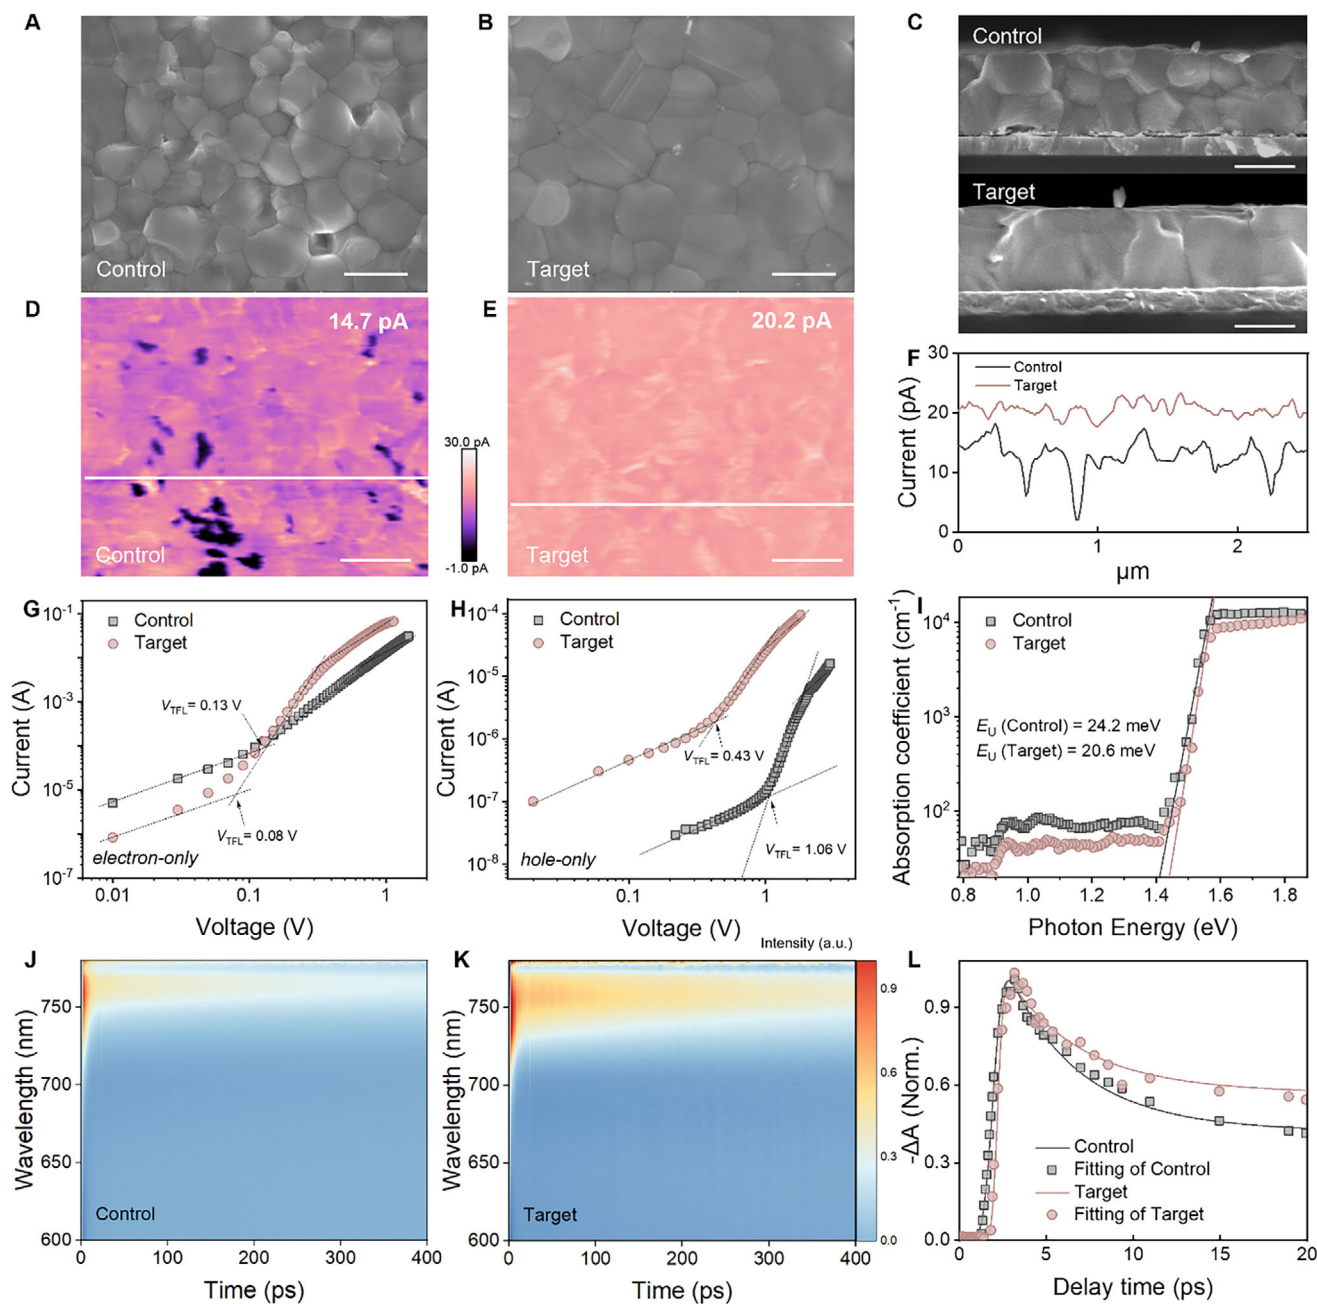 A
Control
B
Target
C
Control
Target
D
14.7 pA
Control
30.0 pA
-1.0 pA
E
20.2 pA
Target
F
30
20
10
0
Current (pA)
Control
Target
0
1
2
µm
G
10⁻¹
10⁻³
10⁻⁵
10⁻⁷
Current (A)
Control
Target
V_TFL = 0.13 V
V_TFL = 0.08 V
electron-only
0.01
0.1
1
Voltage (V)
H
10⁻⁴
10⁻⁵
10⁻⁶
10⁻⁷
10⁻⁸
Current (A)
Control
Target
V_TFL = 0.43 V
V_TFL = 1.06 V
hole-only
0.1
1
Voltage (V)
I
10⁴
10³
10²
Absorption coefficient (cm⁻¹)
Control
Target
E_U (Control) = 24.2 meV
E_U (Target) = 20.6 meV
0.8
1.0
1.2
1.4
1.6
1.8
Photon Energy (eV)
J
750
700
650
600
Wavelength (nm)
Control
0
100
200
300
400
Time (ps)
K
Intensity (a.u.)
750
700
650
600
Wavelength (nm)
Target
0
100
200
300
400
Time (ps)
0.9
0.6
0.3
0.0
L
0.9
0.6
0.3
0.0
-ΔA (Norm.)
Control
Fitting of Control
Target
Fitting of Target
0
5
10
15
20
Delay time (ps)